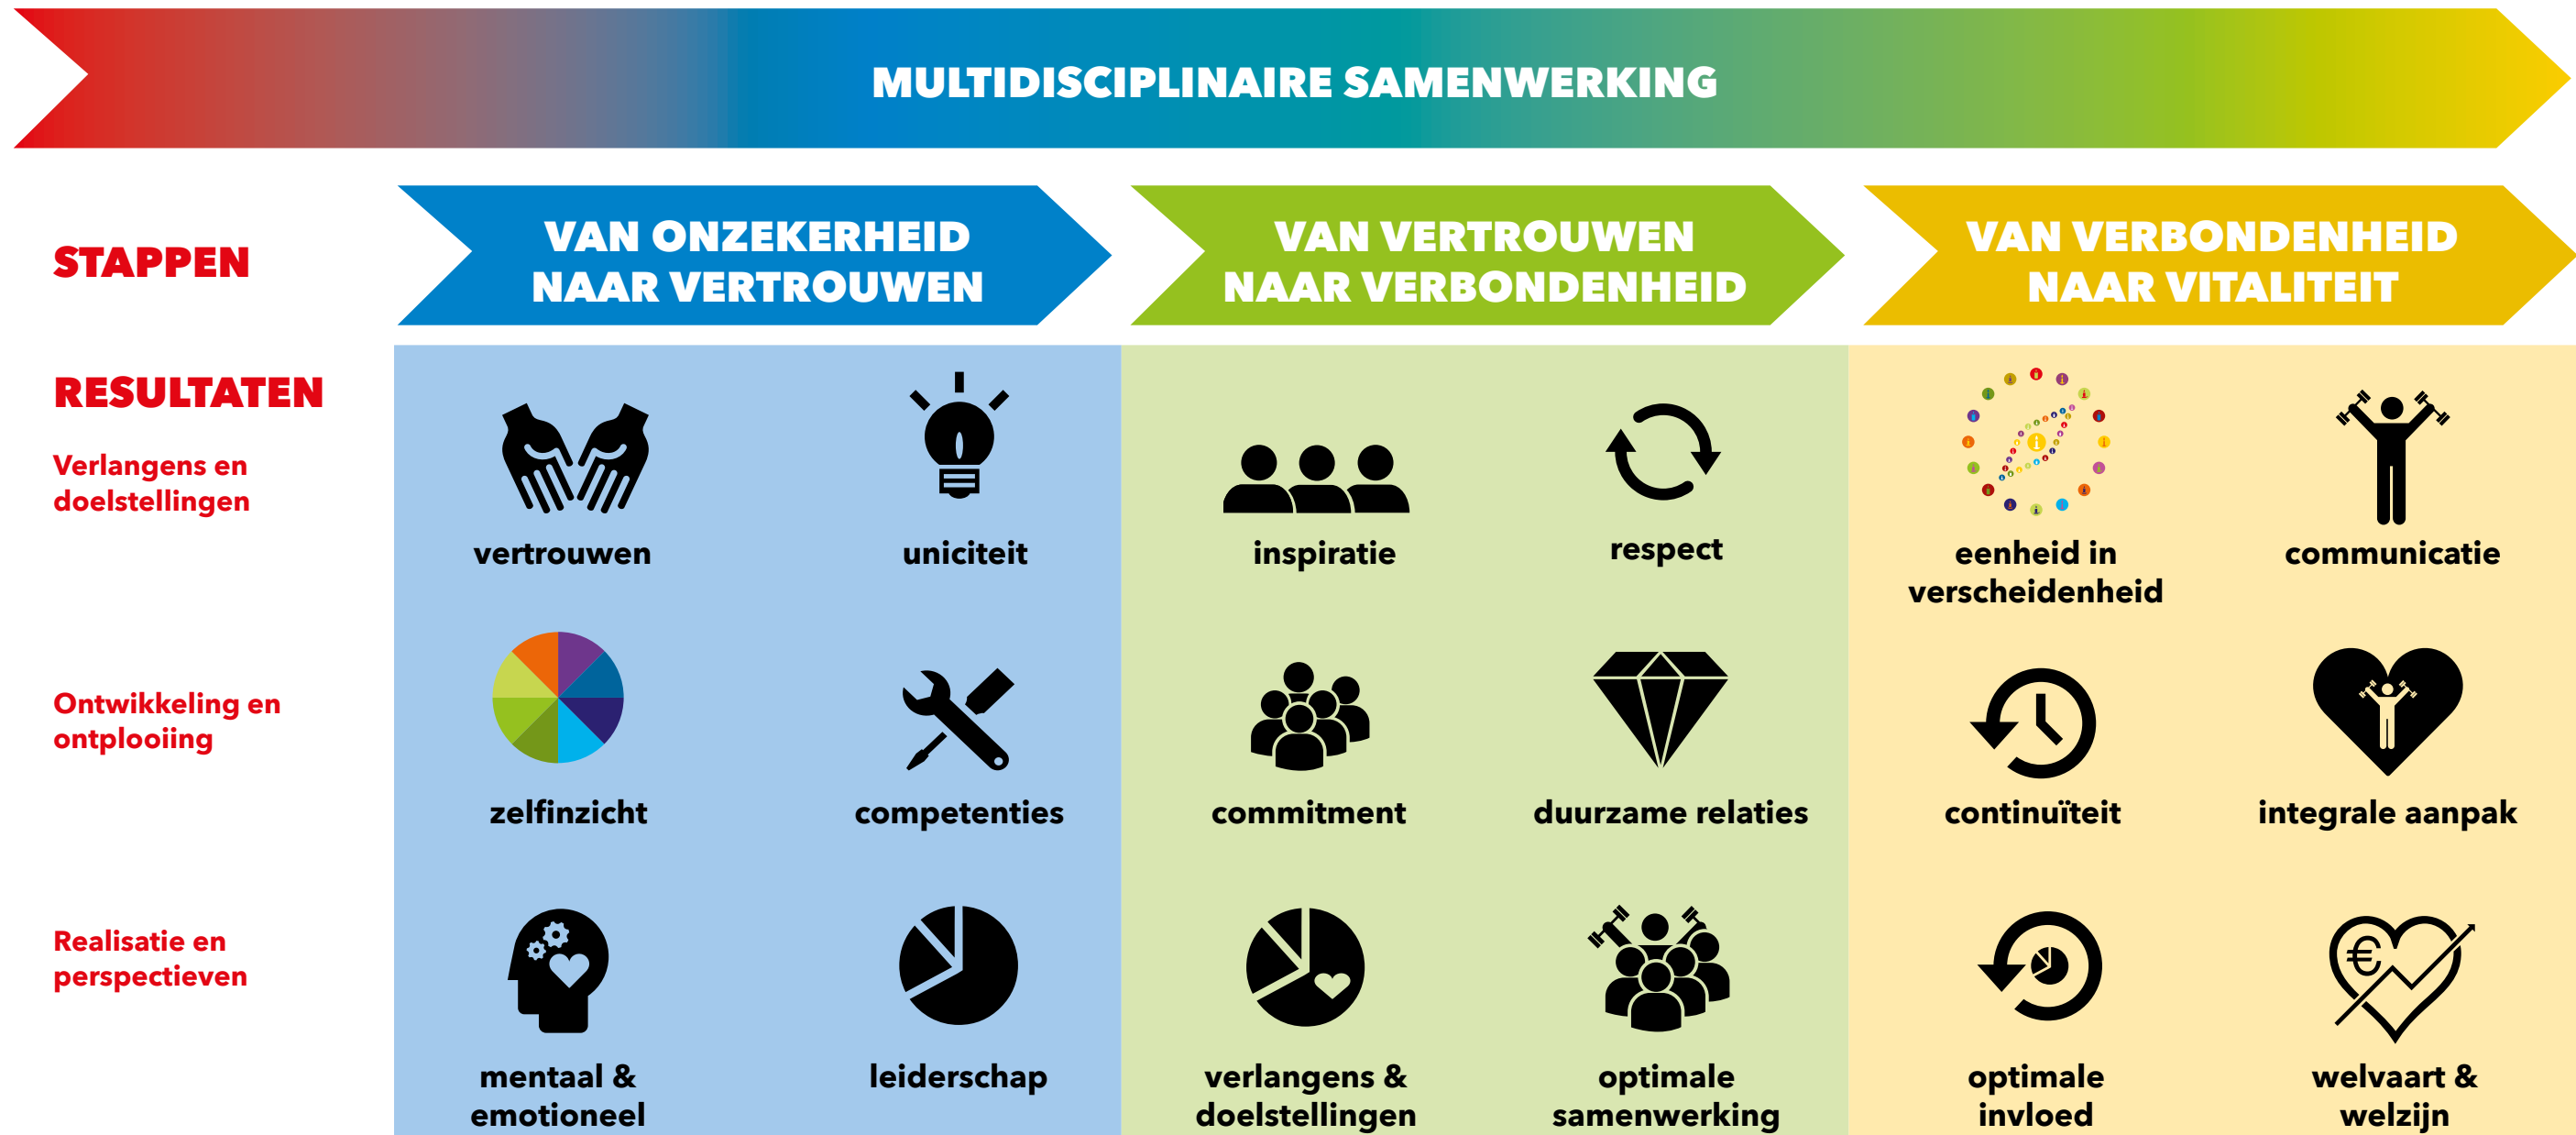 MULTIDISCIPLINAIRE SAMENWERKING
STAPPEN
VAN ONZEKERHEID
NAAR VERTROUWEN
VAN VERTROUWEN
NAAR VERBONDENHEID
VAN VERBONDENHEID
NAAR VITALITEIT
RESULTATEN
Verlangens en
doelstellingen
vertrouwen
uniciteit
inspiratie
respect
eenheid in
verscheidenheid
communicatie
Ontwikkeling en
ontplooiing
zelfinzicht
competenties
commitment
duurzame relaties
continuïteit
integrale aanpak
Realisatie en
perspectieven
€
mentaal &
emotioneel
leiderschap
verlangens &
doelstellingen
optimale
samenwerking
optimale
invloed
welvaart &
welzijn